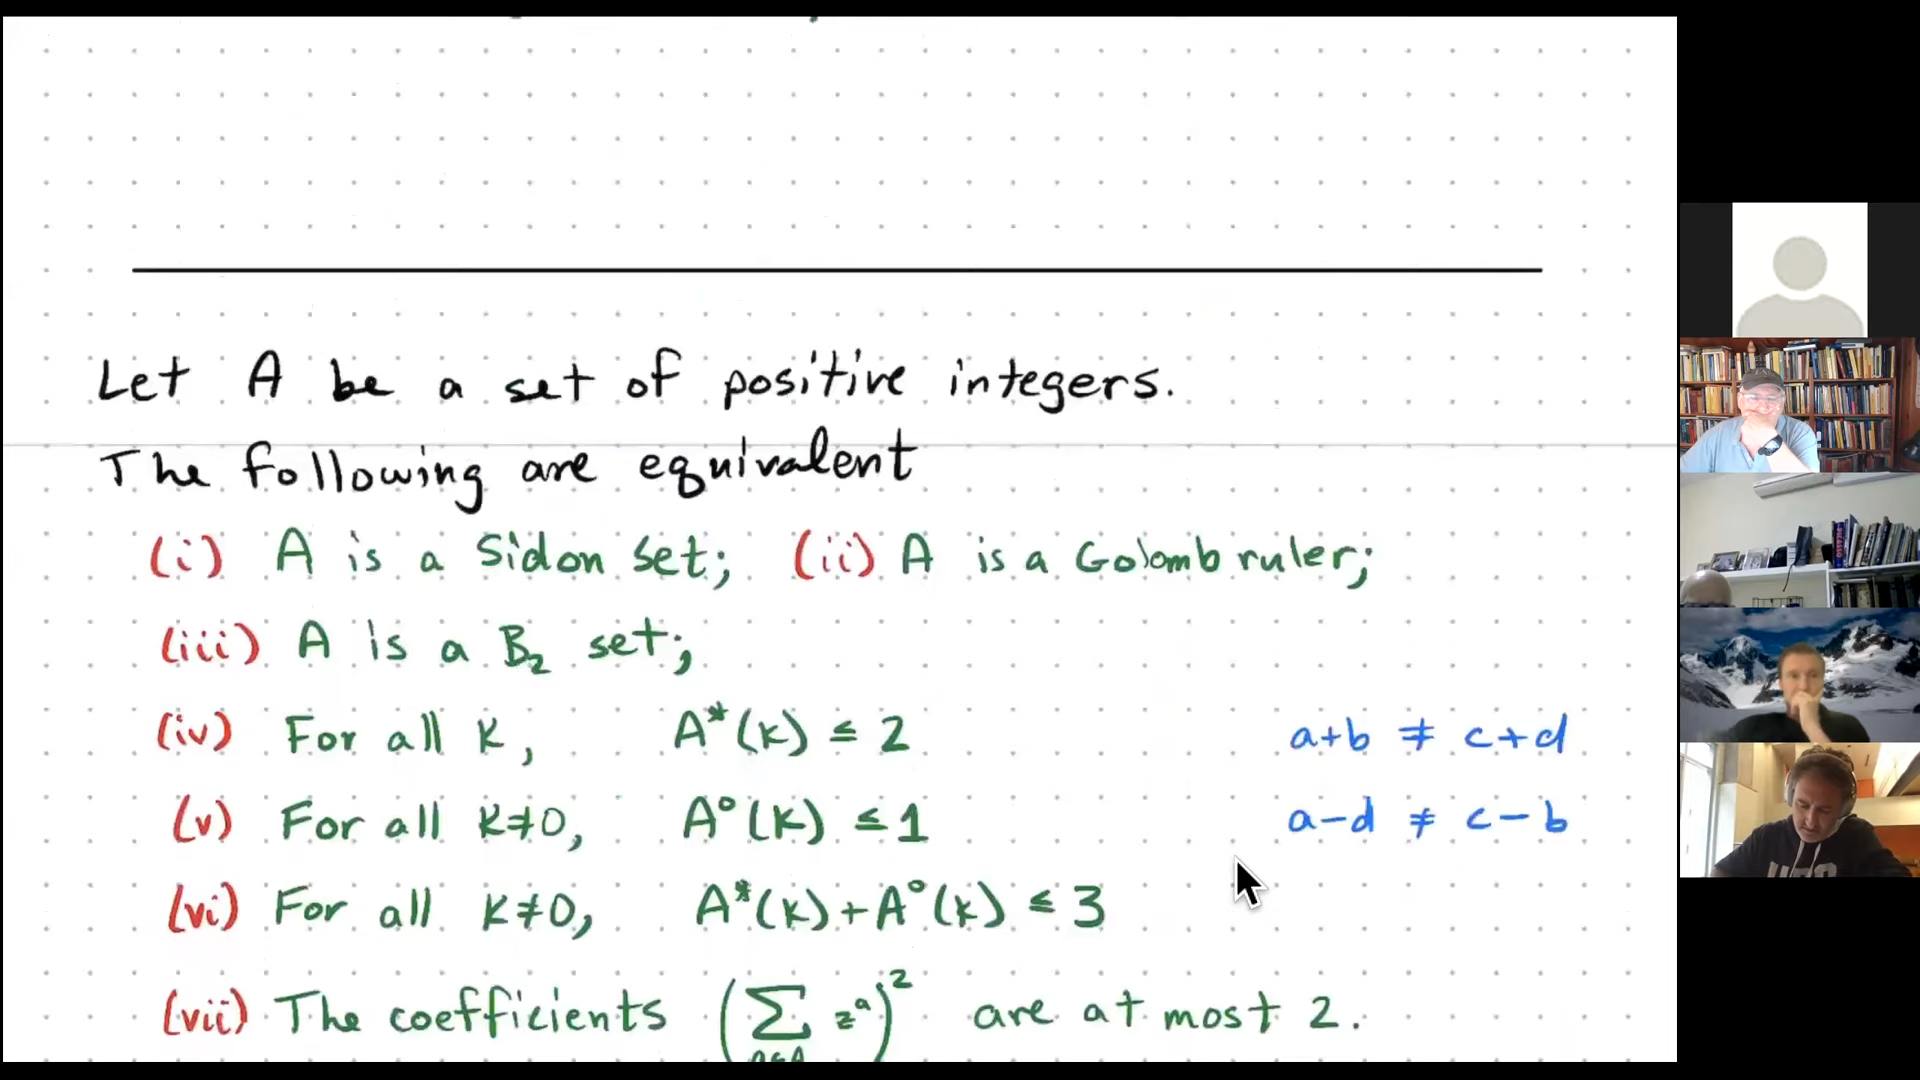 Let A be a set of positive integers.
The following are equivalent
(i) A is a Sidon set; (ii) A is a Golomb ruler;
(iii) A is a B₂ set;
(iv) For all K, A*(K) ≤ 2 a+b ≠ c+d
(v) For all K≠0, A°(K) ≤ 1 a-d ≠ c-b
(vi) For all K≠0, A*(K)+A°(K) ≤ 3
(vii) The coefficients (∑ zᵃ)² are at most 2.
a∈A